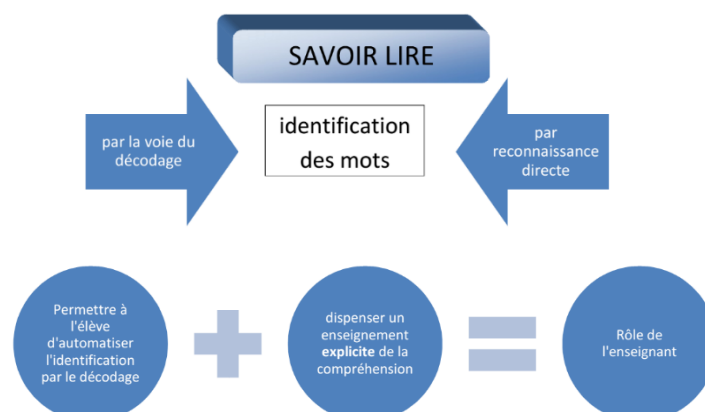 SAVOIR LIRE
par la voie du
décodage
identification
des mots
par
reconnaissance
directe
Permettre à
l'élève
d'automatiser
l'identification
par le décodage
dispenser un
enseignement
explicite de la
compréhension
Rôle de
l'enseignant